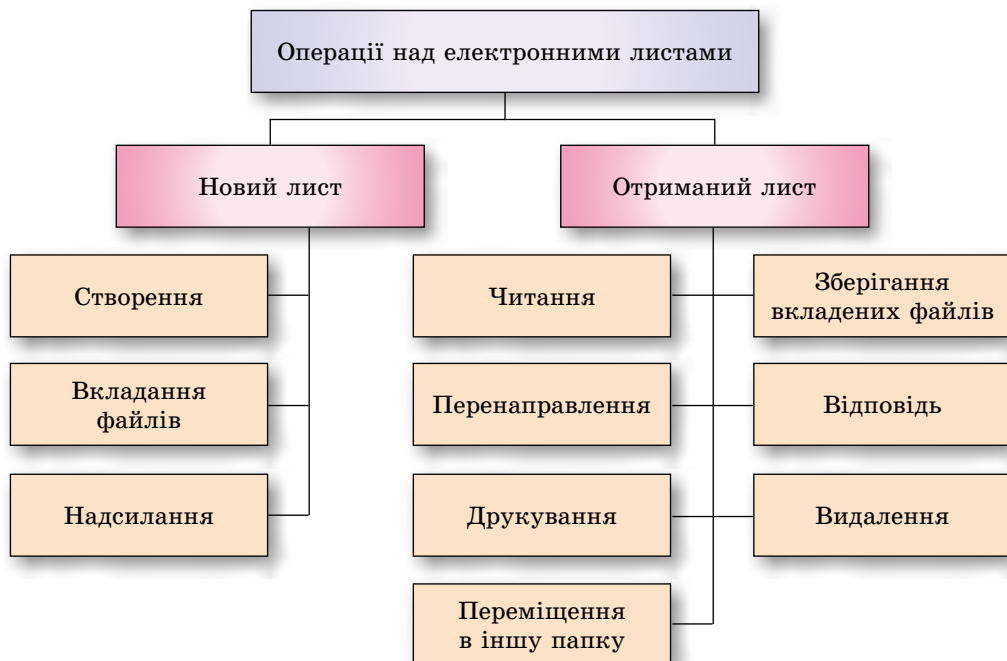 Операції над електронними листами
Новий лист
Створення
Вкладання
файлів
Надсилання
Отриманий лист
Читання
Зберігання
вкладених файлів
Перенаправлення
Відповідь
Друкування
Видалення
Переміщення
в іншу папку